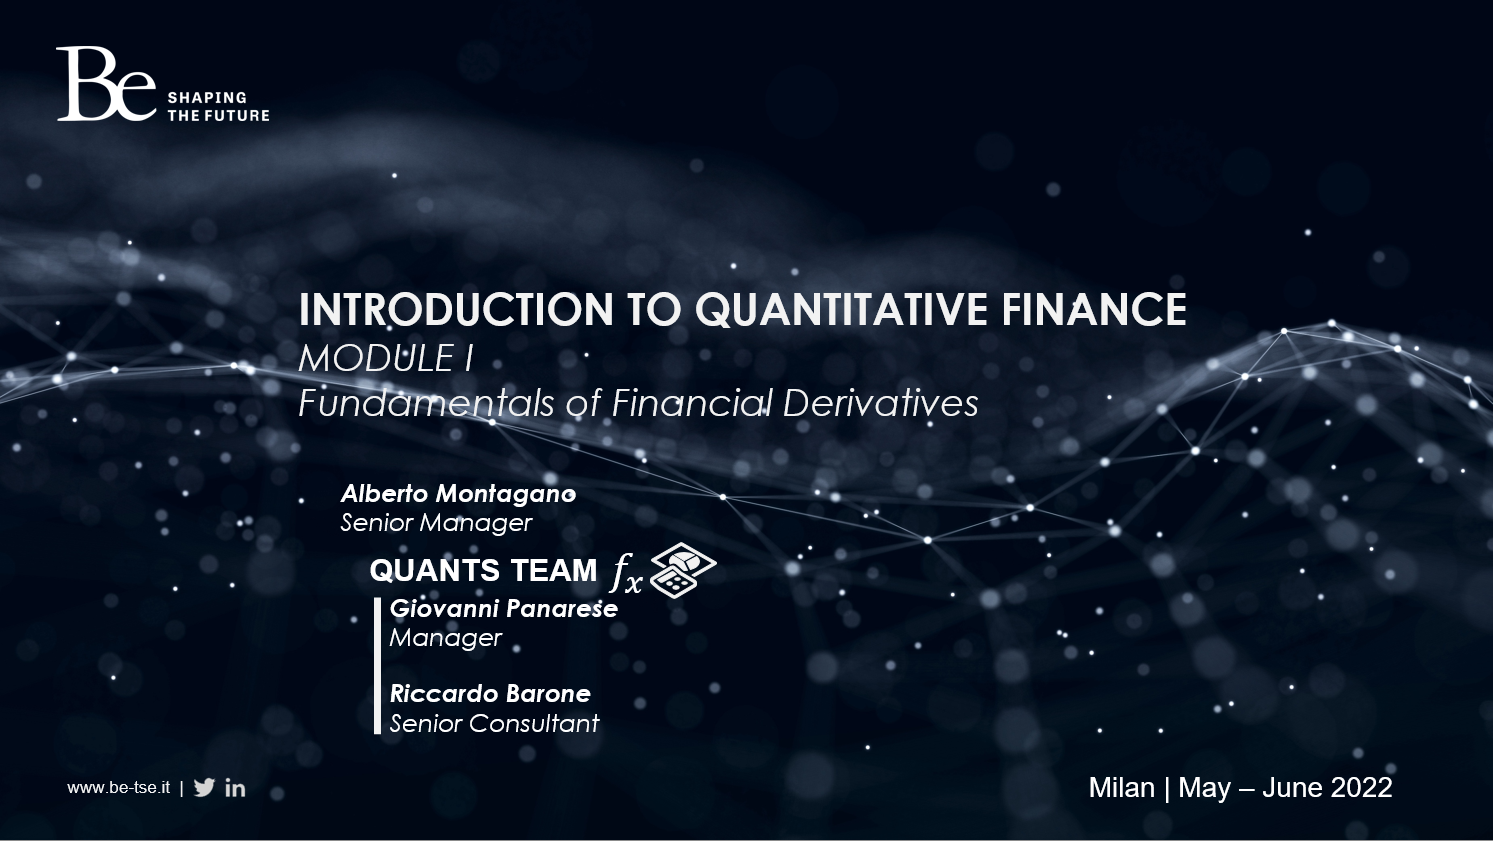 Be
SHAPING
THE FUTURE
INTRODUCTION TO QUANTITATIVE FINANCE
MODULE I
Fundamentals of Financial Derivatives
Alberto Montagano
Senior Manager
QUANTS TEAM fx
Giovanni Panarese
Manager
Riccardo Barone
Senior Consultant
www.be-tse.it | in
Milan | May – June 2022